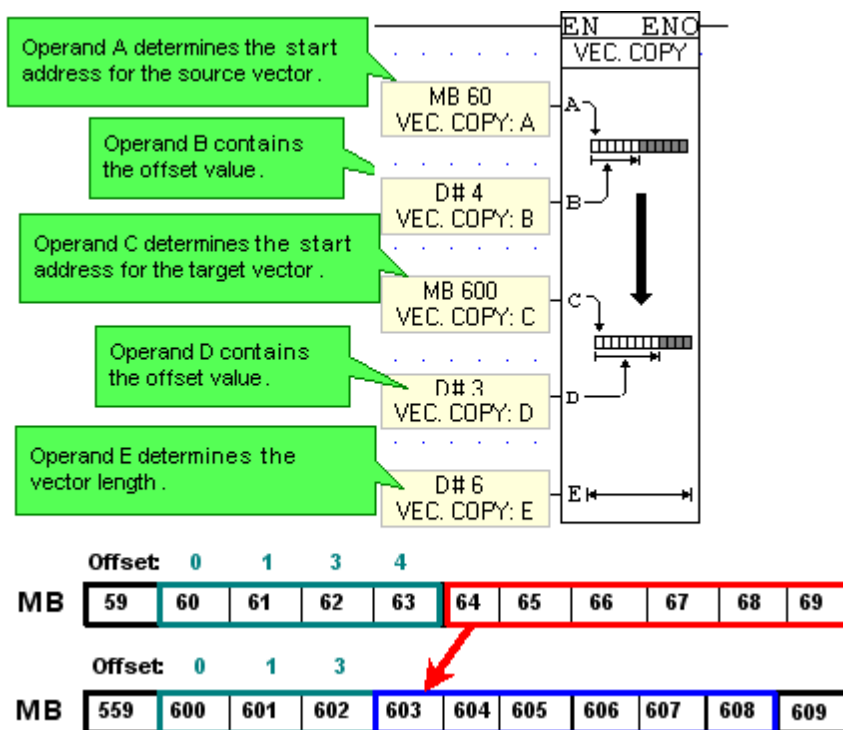 EN ENO
VEC. COPY
Operand A determines the start
address for the source vector.
MB 60
VEC. COPY: A
A
Operand B contains
the offset value.
D# 4
VEC. COPY: B
B
Operand C determines the start
address for the target vector.
MB 600
VEC. COPY: C
C
Operand D contains
the offset value.
D# 3
VEC. COPY: D
D
Operand E determines the
vector length.
D# 6
VEC. COPY: E
E
Offset: 0 1 3 4
MB 59 60 61 62 63 64 65 66 67 68 69
Offset: 0 1 3
MB 559 600 601 602 603 604 605 606 607 608 609